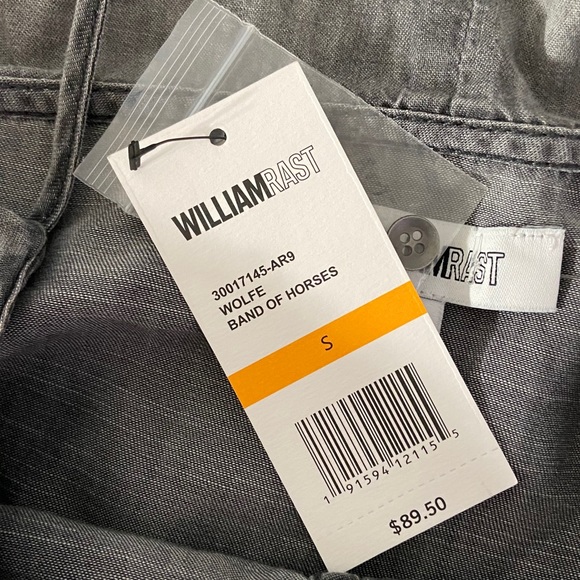 WILLIAMRAST
30017145-AR9
WOLFE
BAND OF HORSES
S
1 91594 12115 5
$89.50
MRAST